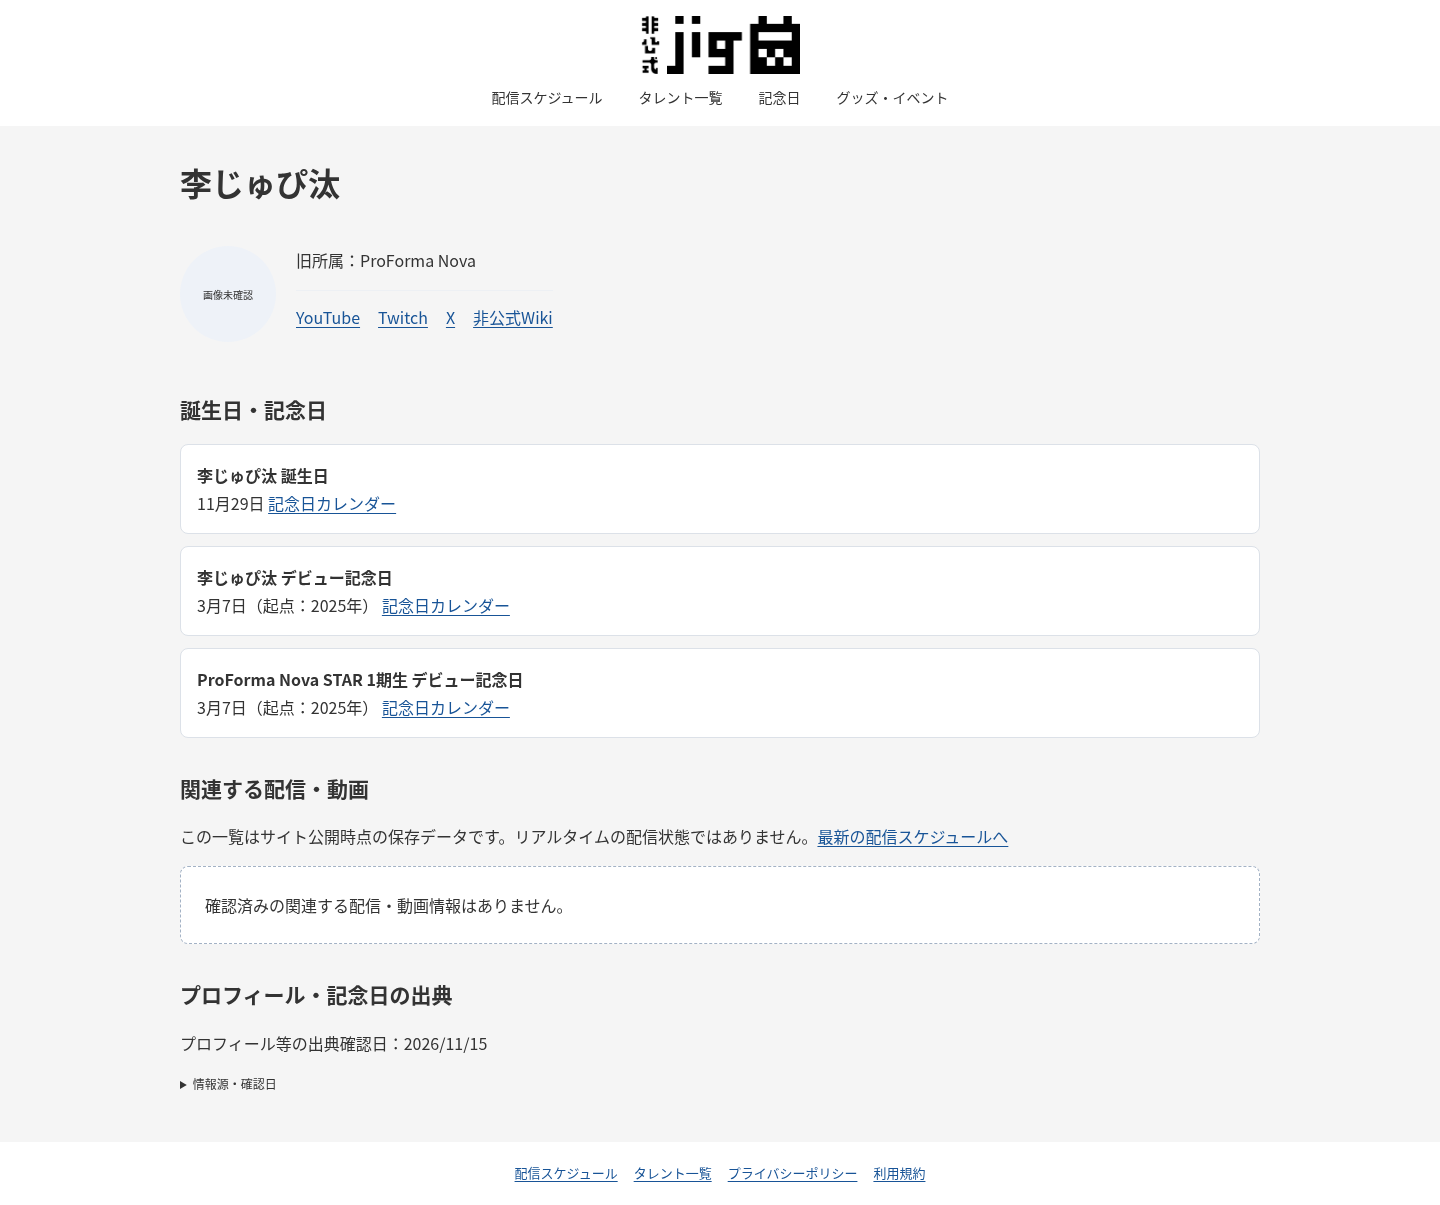 非公式
配信スケジュール タレント一覧 記念日 グッズ・イベント
李じゅぴ汰
画像未確認
旧所属：ProForma Nova
YouTube Twitch X 非公式Wiki
誕生日・記念日
李じゅぴ汰 誕生日
11月29日 記念日カレンダー
李じゅぴ汰 デビュー記念日
3月7日（起点：2025年） 記念日カレンダー
ProForma Nova STAR 1期生 デビュー記念日
3月7日（起点：2025年） 記念日カレンダー
関連する配信・動画
この一覧はサイト公開時点の保存データです。リアルタイムの配信状態ではありません。最新の配信スケジュールへ
確認済みの関連する配信・動画情報はありません。
プロフィール・記念日の出典
プロフィール等の出典確認日：2026/11/15
情報源・確認日
配信スケジュール タレント一覧 プライバシーポリシー 利用規約